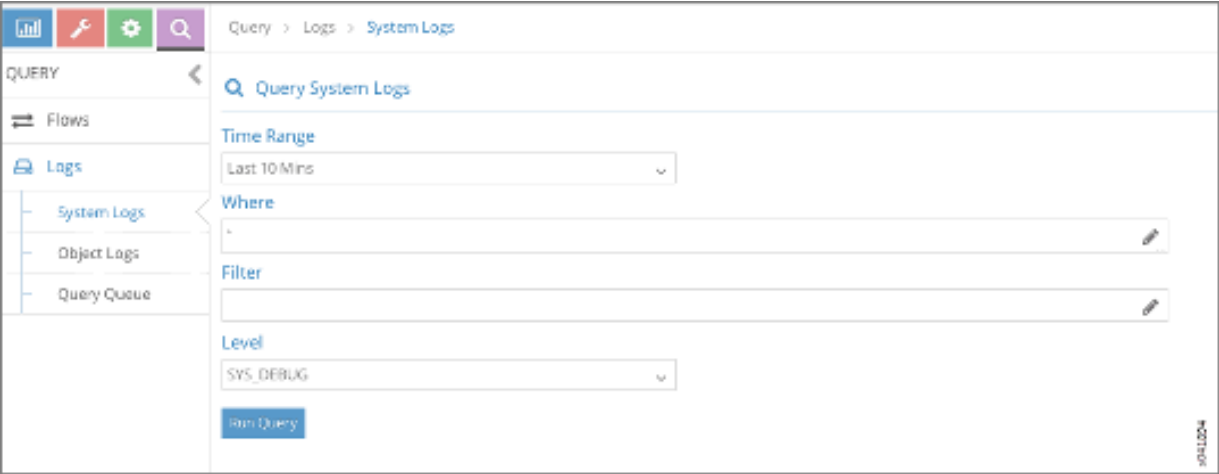 Query > Logs > System Logs
QUERY
Query System Logs
Flows
Time Range
Logs
Last 10 Mins
System Logs
Where
Object Logs
Filter
Query Queue
Level
SYS_DEBUG
Run Query